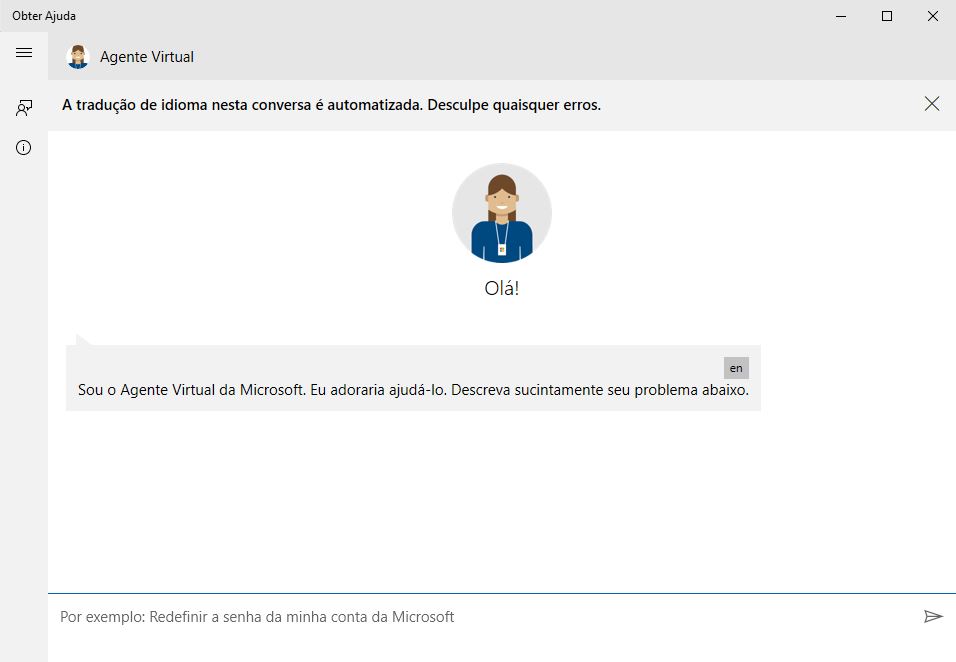 Obter Ajuda
Agente Virtual
A tradução de idioma nesta conversa é automatizada. Desculpe quaisquer erros.
Olá!
en
Sou o Agente Virtual da Microsoft. Eu adoraria ajudá-lo. Descreva sucintamente seu problema abaixo.
Por exemplo: Redefinir a senha da minha conta da Microsoft